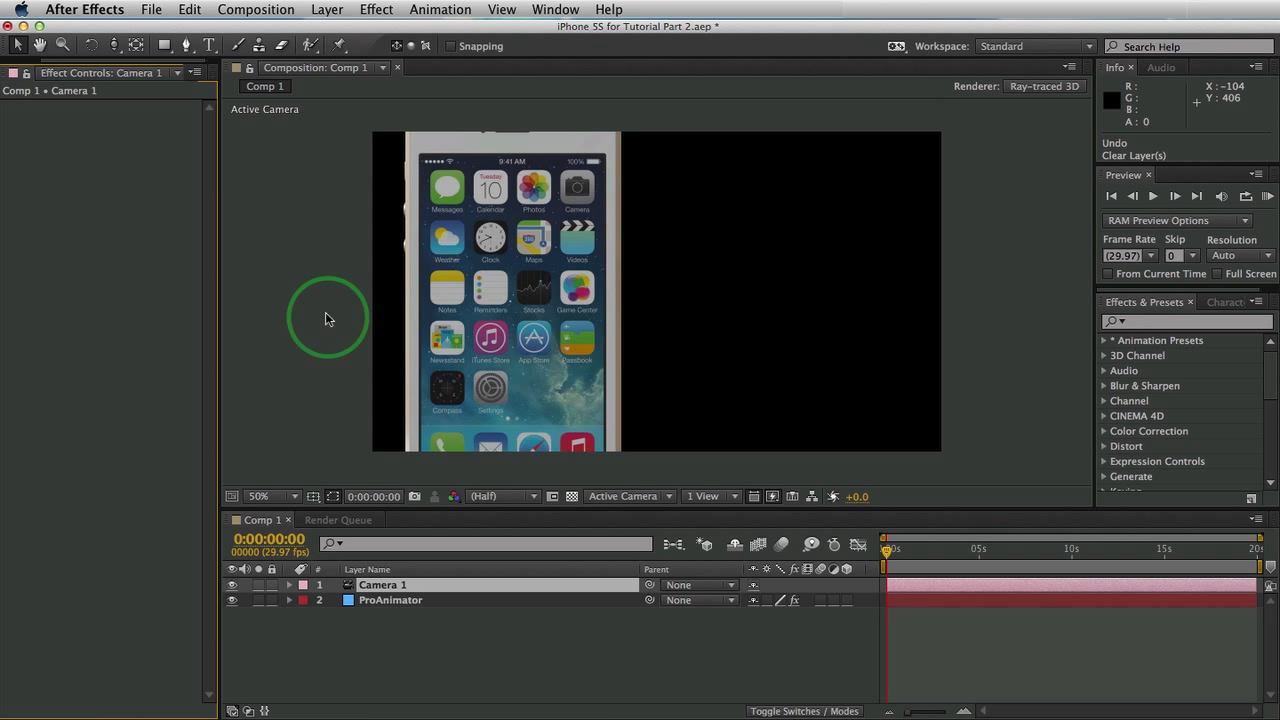 After Effects File Edit Composition Layer Effect Animation View Window Help
iPhone 5S for Tutorial Part 2.aep *
Snapping
Workspace: Standard
Search Help
Effect Controls: Camera 1
Comp 1 • Camera 1
Composition: Comp 1
Comp 1
Renderer: Ray-traced 3D
Active Camera
9:41 AM 100%
Messages Tuesday 10 Calendar Photos Camera
Weather Clock Maps Videos
Notes Reminders Stocks Game Center
Newsstand iTunes Store App Store Passbook
Compass Settings
50% 0:00:00:00 (Half) Active Camera 1 View +0.0
Info Audio
R : X : -104
G : Y : 406
B :
A : 0
Undo
Clear Layer(s)
Preview
RAM Preview Options
Frame Rate Skip Resolution
(29.97) 0 Auto
From Current Time Full Screen
Effects & Presets Charact
* Animation Presets
3D Channel
Audio
Blur & Sharpen
Channel
CINEMA 4D
Color Correction
Distort
Expression Controls
Generate
Comp 1 Render Queue
0:00:00:00
00000 (29.97 fps)
05s 10s 15s 20s
# Layer Name Parent
1 Camera 1 None
2 ProAnimator None
Toggle Switches / Modes